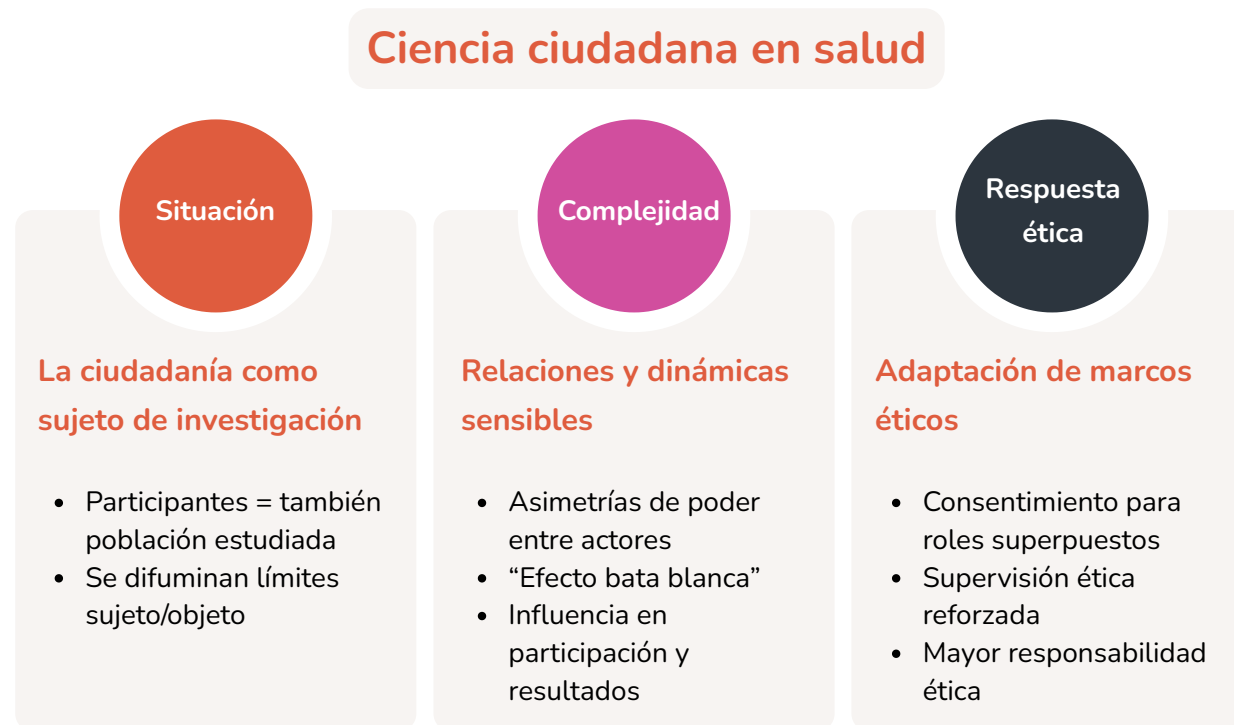 Ciencia ciudadana en salud
Situación
La ciudadanía como
sujeto de investigación
• Participantes = también
población estudiada
• Se difuminan límites
sujeto/objeto
Complejidad
Relaciones y dinámicas
sensibles
• Asimetrías de poder
entre actores
• “Efecto bata blanca”
• Influencia en
participación y
resultados
Respuesta
ética
Adaptación de marcos
éticos
• Consentimiento para
roles superpuestos
• Supervisión ética
reforzada
• Mayor responsabilidad
ética